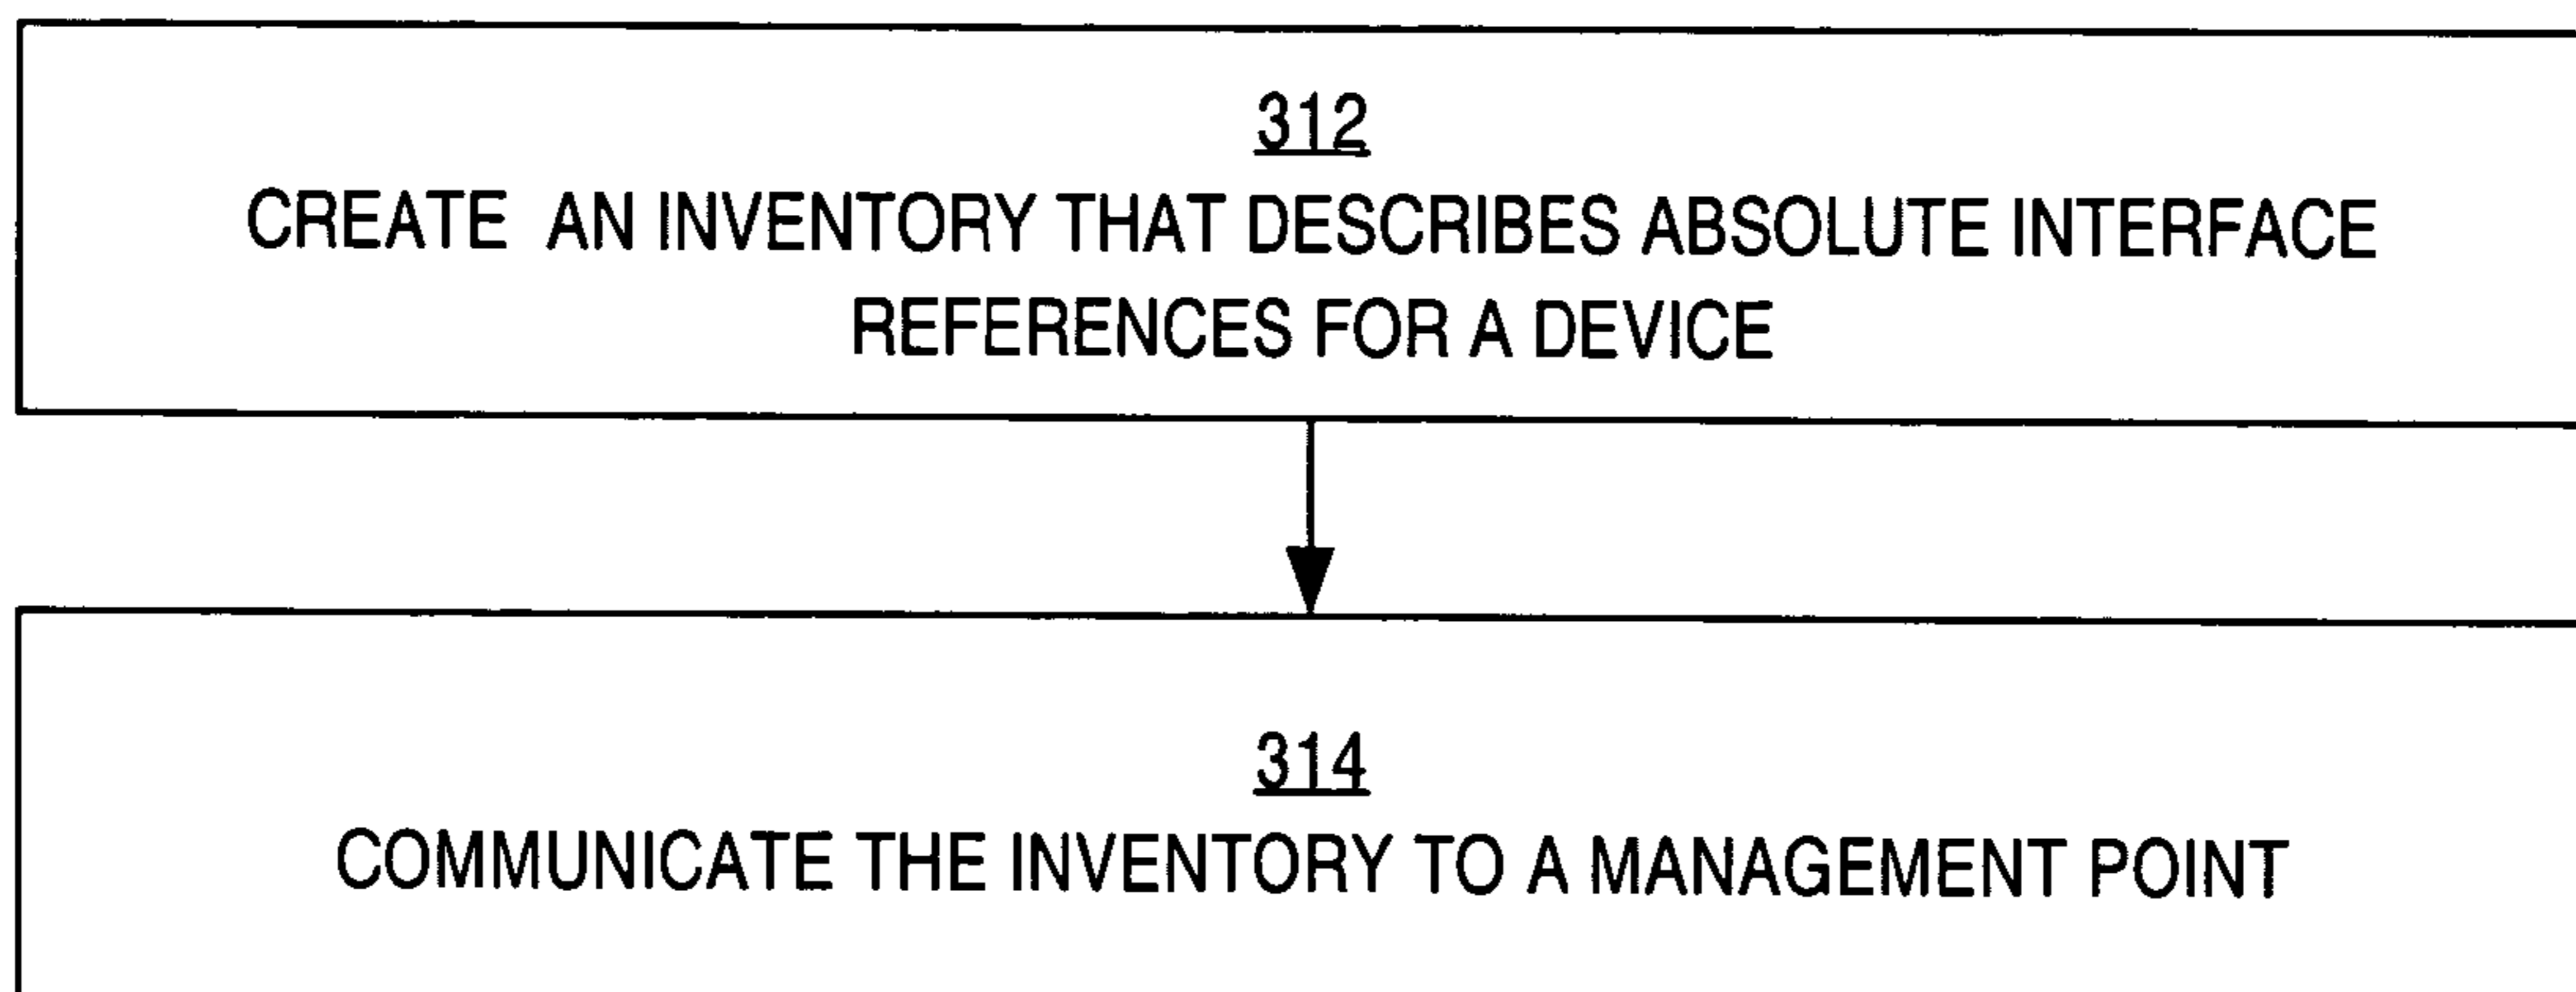 312
CREATE AN INVENTORY THAT DESCRIBES ABSOLUTE INTERFACE
REFERENCES FOR A DEVICE
314
COMMUNICATE THE INVENTORY TO A MANAGEMENT POINT